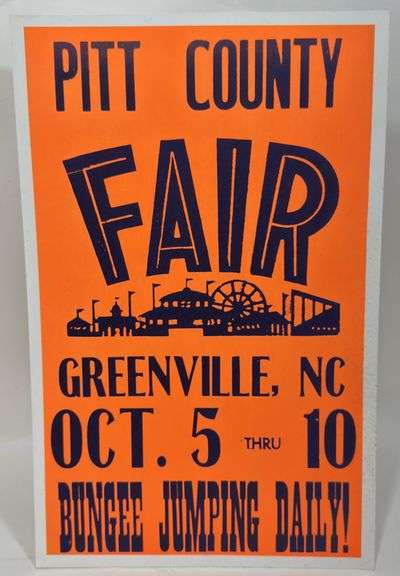 PITT COUNTY
FAIR
GREENVILLE, NC
OCT. 5 THRU 10
BUNGEE JUMPING DAILY!